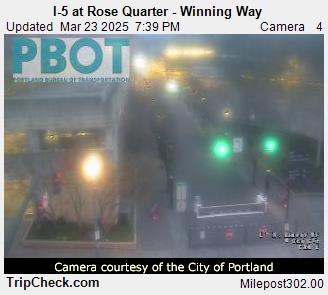 I-5 at Rose Quarter - Winning Way
Updated Mar 23 2025 7:39 PM Camera 4
PBOT
PORTLAND BUREAU OF TRANSPORTATION
Camera courtesy of the City of Portland
TripCheck.com Milepost302.00